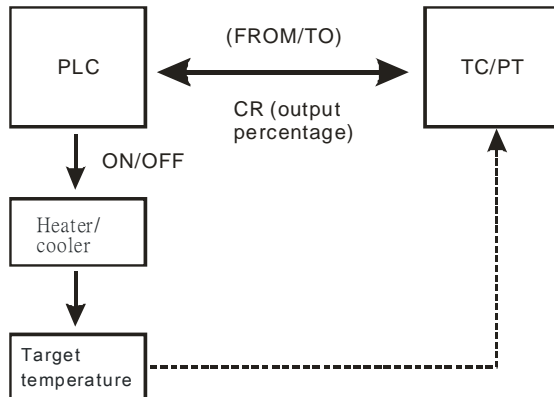 (FROM/TO)
PLC
TC/PT
CR (output
percentage)
ON/OFF
Heater/
cooler
Target
temperature